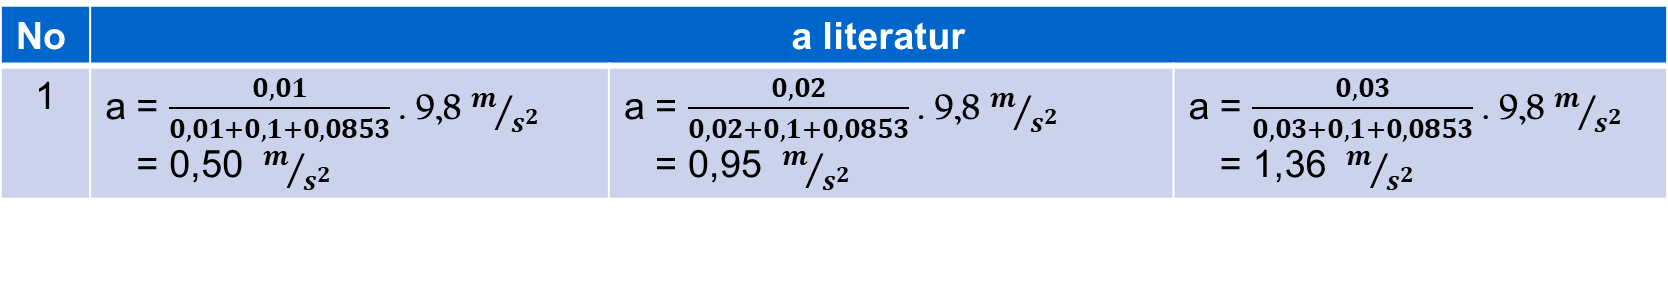 No a literatur
1 a = 0,01/0,01+0,1+0,0853 . 9,8 m/s² a = 0,02/0,02+0,1+0,0853 . 9,8 m/s² a = 0,03/0,03+0,1+0,0853 . 9,8 m/s²
= 0,50 m/s² = 0,95 m/s² = 1,36 m/s²